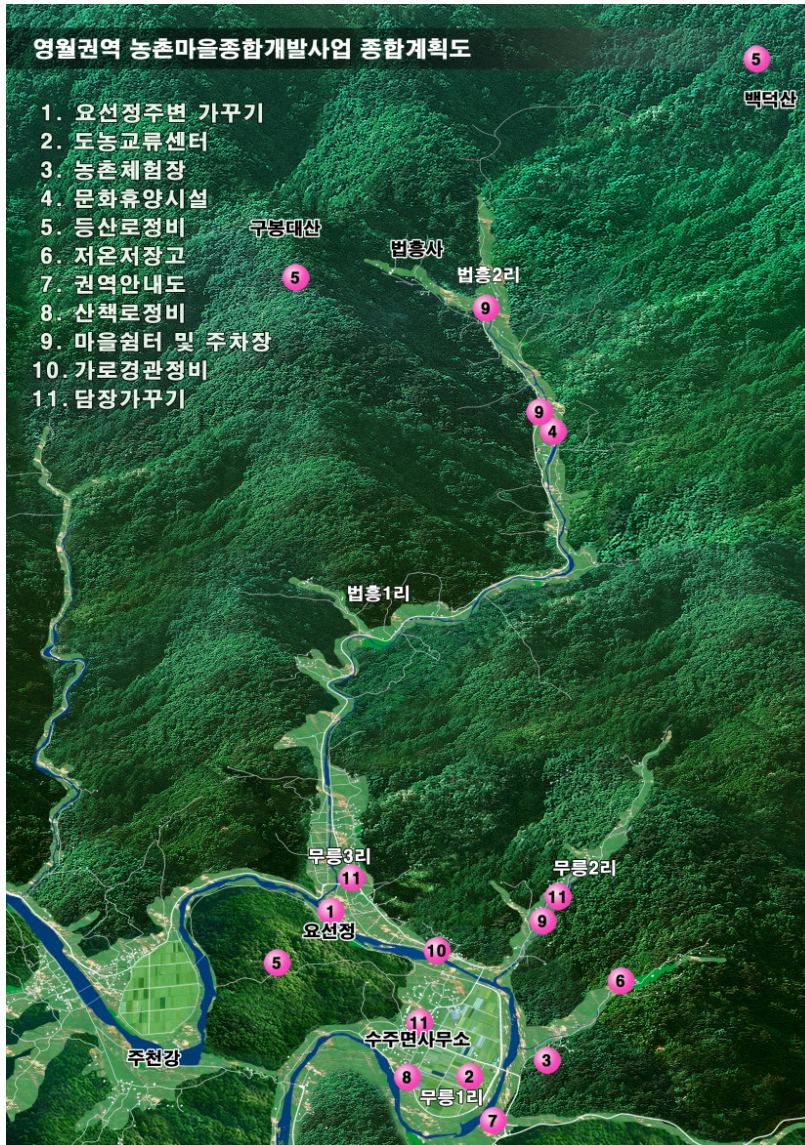 영월권역 농촌마을종합개발사업 종합계획도
1. 요선정주변 가꾸기
2. 도농교류센터
3. 농촌체험장
4. 문화휴양시설
5. 등산로정비
6. 저온저장고
7. 권역안내도
8. 산책로정비
9. 마을쉼터 및 주차장
10. 가로경관정비
11. 담장가꾸기
5
백덕산
구봉대산
5
법흥사
법흥2리
9
9
4
법흥1리
무릉3리
11
무릉2리
11
1
요선정
9
10
5
6
11
수주면사무소
주천강
3
8
2
무릉1리
7